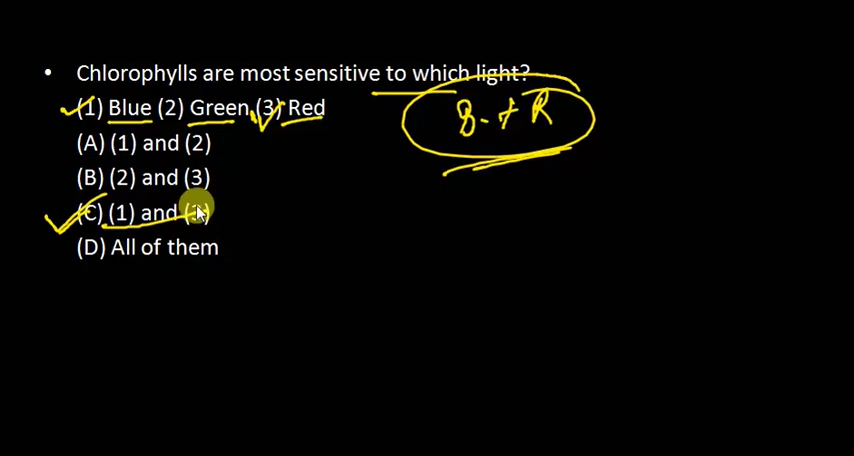 • Chlorophylls are most sensitive to which light?
(1) Blue (2) Green (3) Red
B + R
(A) (1) and (2)
(B) (2) and (3)
(C) (1) and (3)
(D) All of them